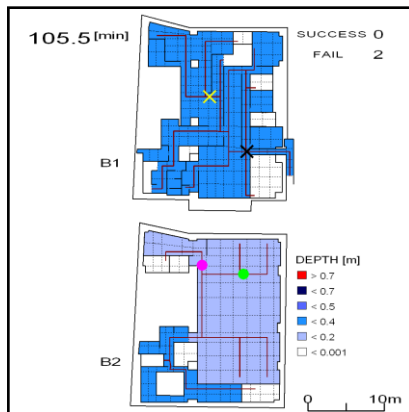 105.5 [min]
SUCCESS 0
FAIL 2
B1
B2
DEPTH [m]
> 0.7
< 0.7
< 0.5
< 0.4
< 0.2
< 0.001
0 10m